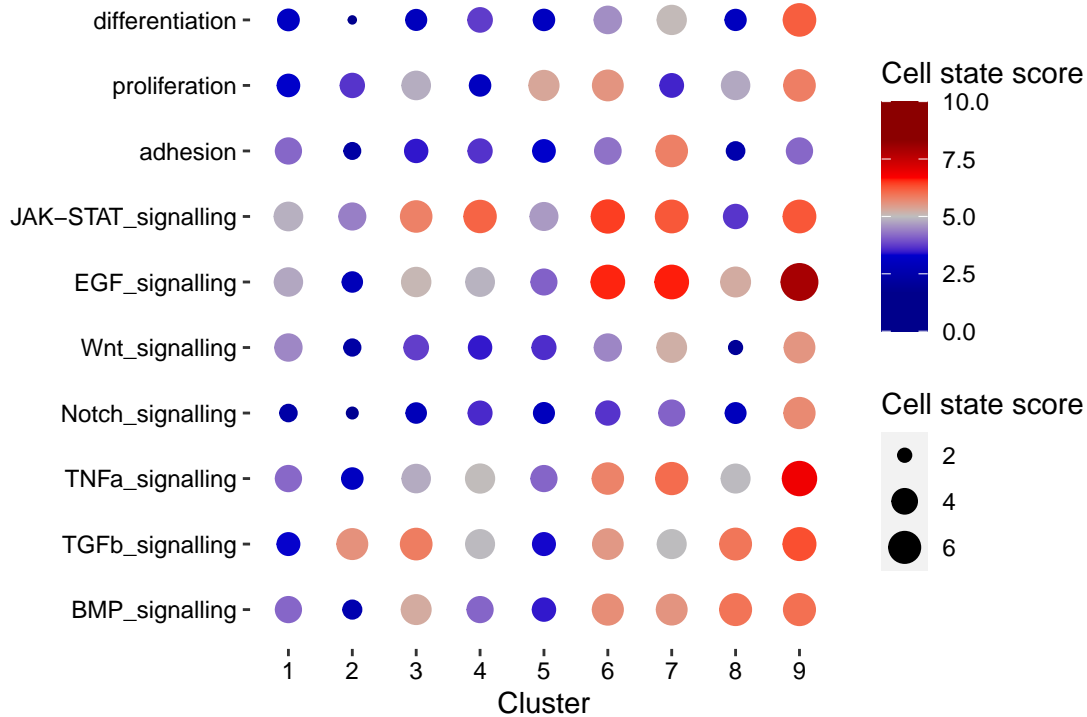 differentiation
proliferation
adhesion
JAK−STAT_signalling
EGF_signalling
Wnt_signalling
Notch_signalling
TNFa_signalling
TGFb_signalling
BMP_signalling
1 2 3 4 5 6 7 8 9
Cluster
Cell state score
10.0
7.5
5.0
2.5
0.0
Cell state score
2
4
6